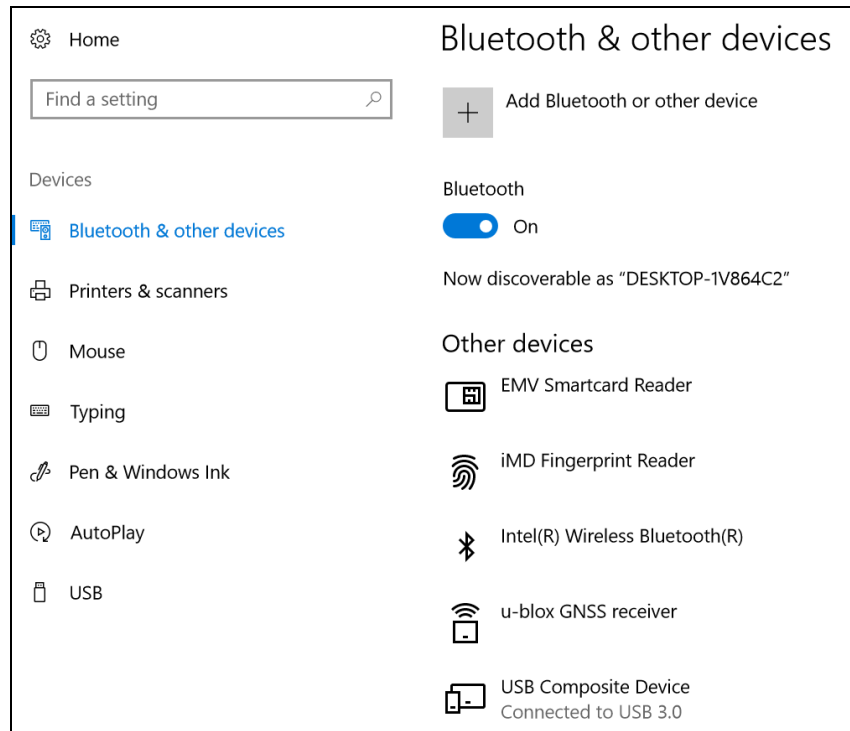 Home
Find a setting
Devices
Bluetooth & other devices
Printers & scanners
Mouse
Typing
Pen & Windows Ink
AutoPlay
USB
Bluetooth & other devices
Add Bluetooth or other device
Bluetooth
On
Now discoverable as “DESKTOP-1V864C2”
Other devices
EMV Smartcard Reader
iMD Fingerprint Reader
Intel(R) Wireless Bluetooth(R)
u-blox GNSS receiver
USB Composite Device
Connected to USB 3.0